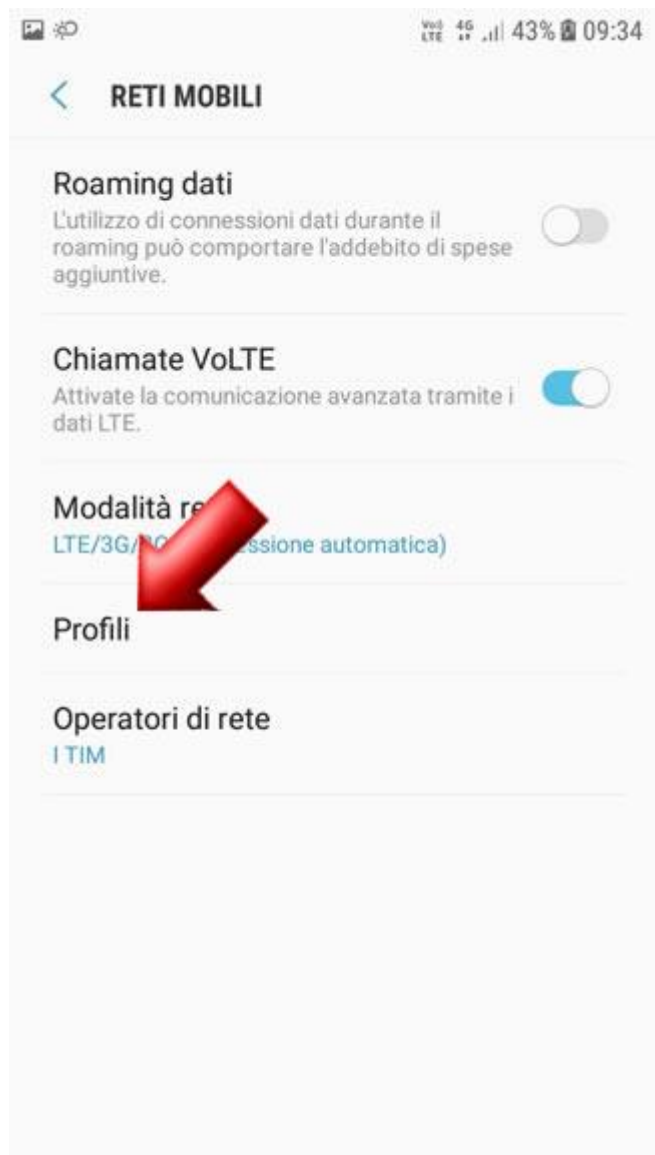 VoLTE 4G 43% 09:34
RETI MOBILI
Roaming dati
L'utilizzo di connessioni dati durante il
roaming può comportare l'addebito di spese
aggiuntive.
Chiamate VoLTE
Attivate la comunicazione avanzata tramite i
dati LTE.
Modalità
LTE/3G/ automatica)
Profili
Operatori di rete
I TIM